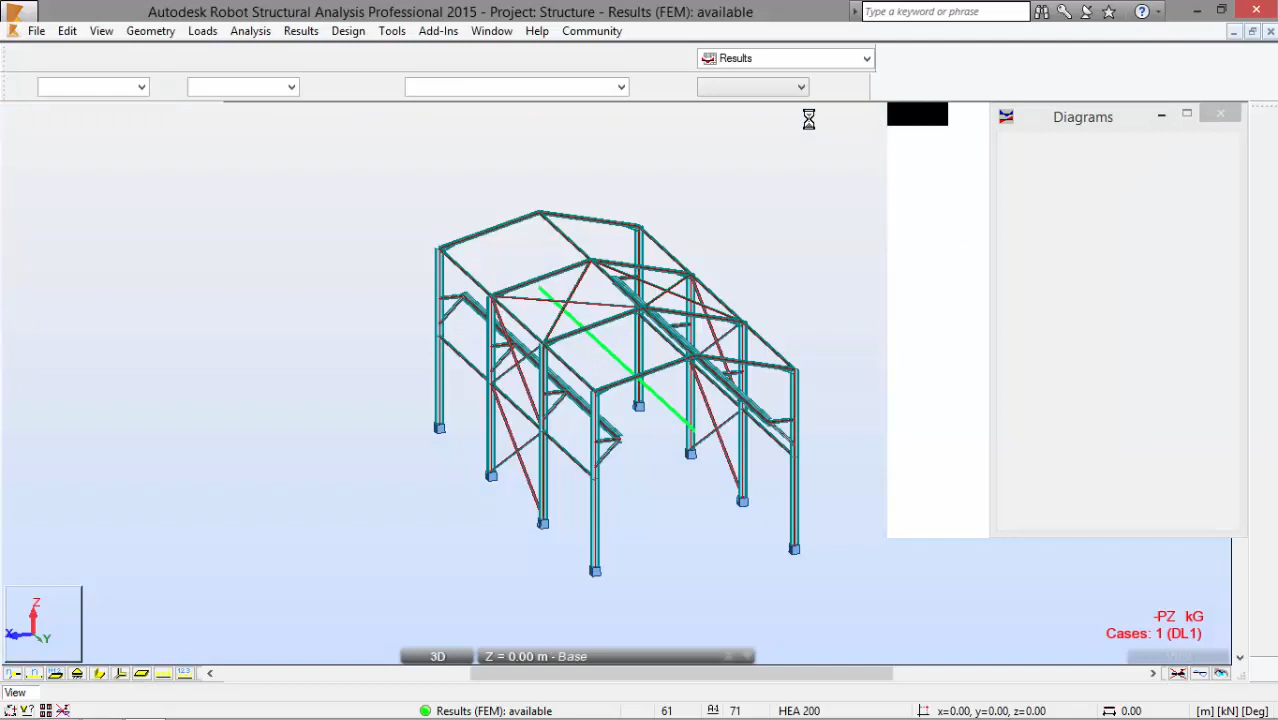 Autodesk Robot Structural Analysis Professional 2015 - Project: Structure - Results (FEM): available
Type a keyword or phrase
File Edit View Geometry Loads Analysis Results Tools Design Add-Ins Window Help Community
Results
Diagrams
-PZ kG
Cases: 1 (DL1)
Z
X
Y
3D
Z = 0.00 m - Base
View
Results (FEM): available
61
71
HEA 200
x=0.00, y=0.00, z=0.00
0.00
[m] [kN] [Deg]